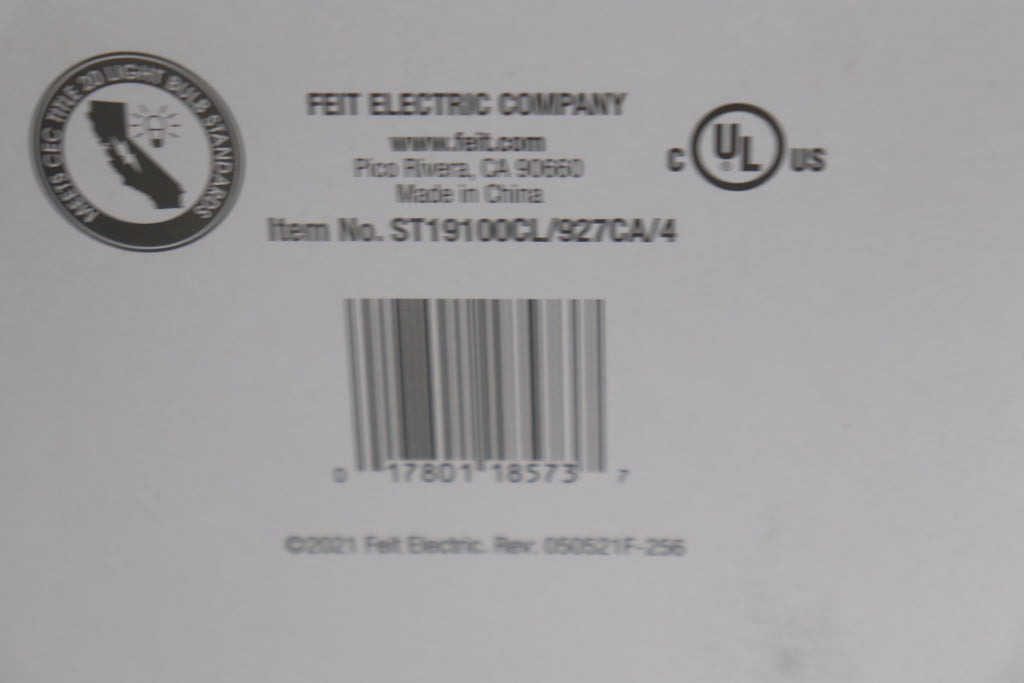 MEETS CEC TITLE 20 LIGHT BULB STANDARDS
FEIT ELECTRIC COMPANY
www.feit.com
Pico Rivera, CA 90660
Made in China
Item No. ST19100CL/927CA/4
C UL US
0 17801 18573 7
©2021 Feit Electric. Rev: 050521F-256